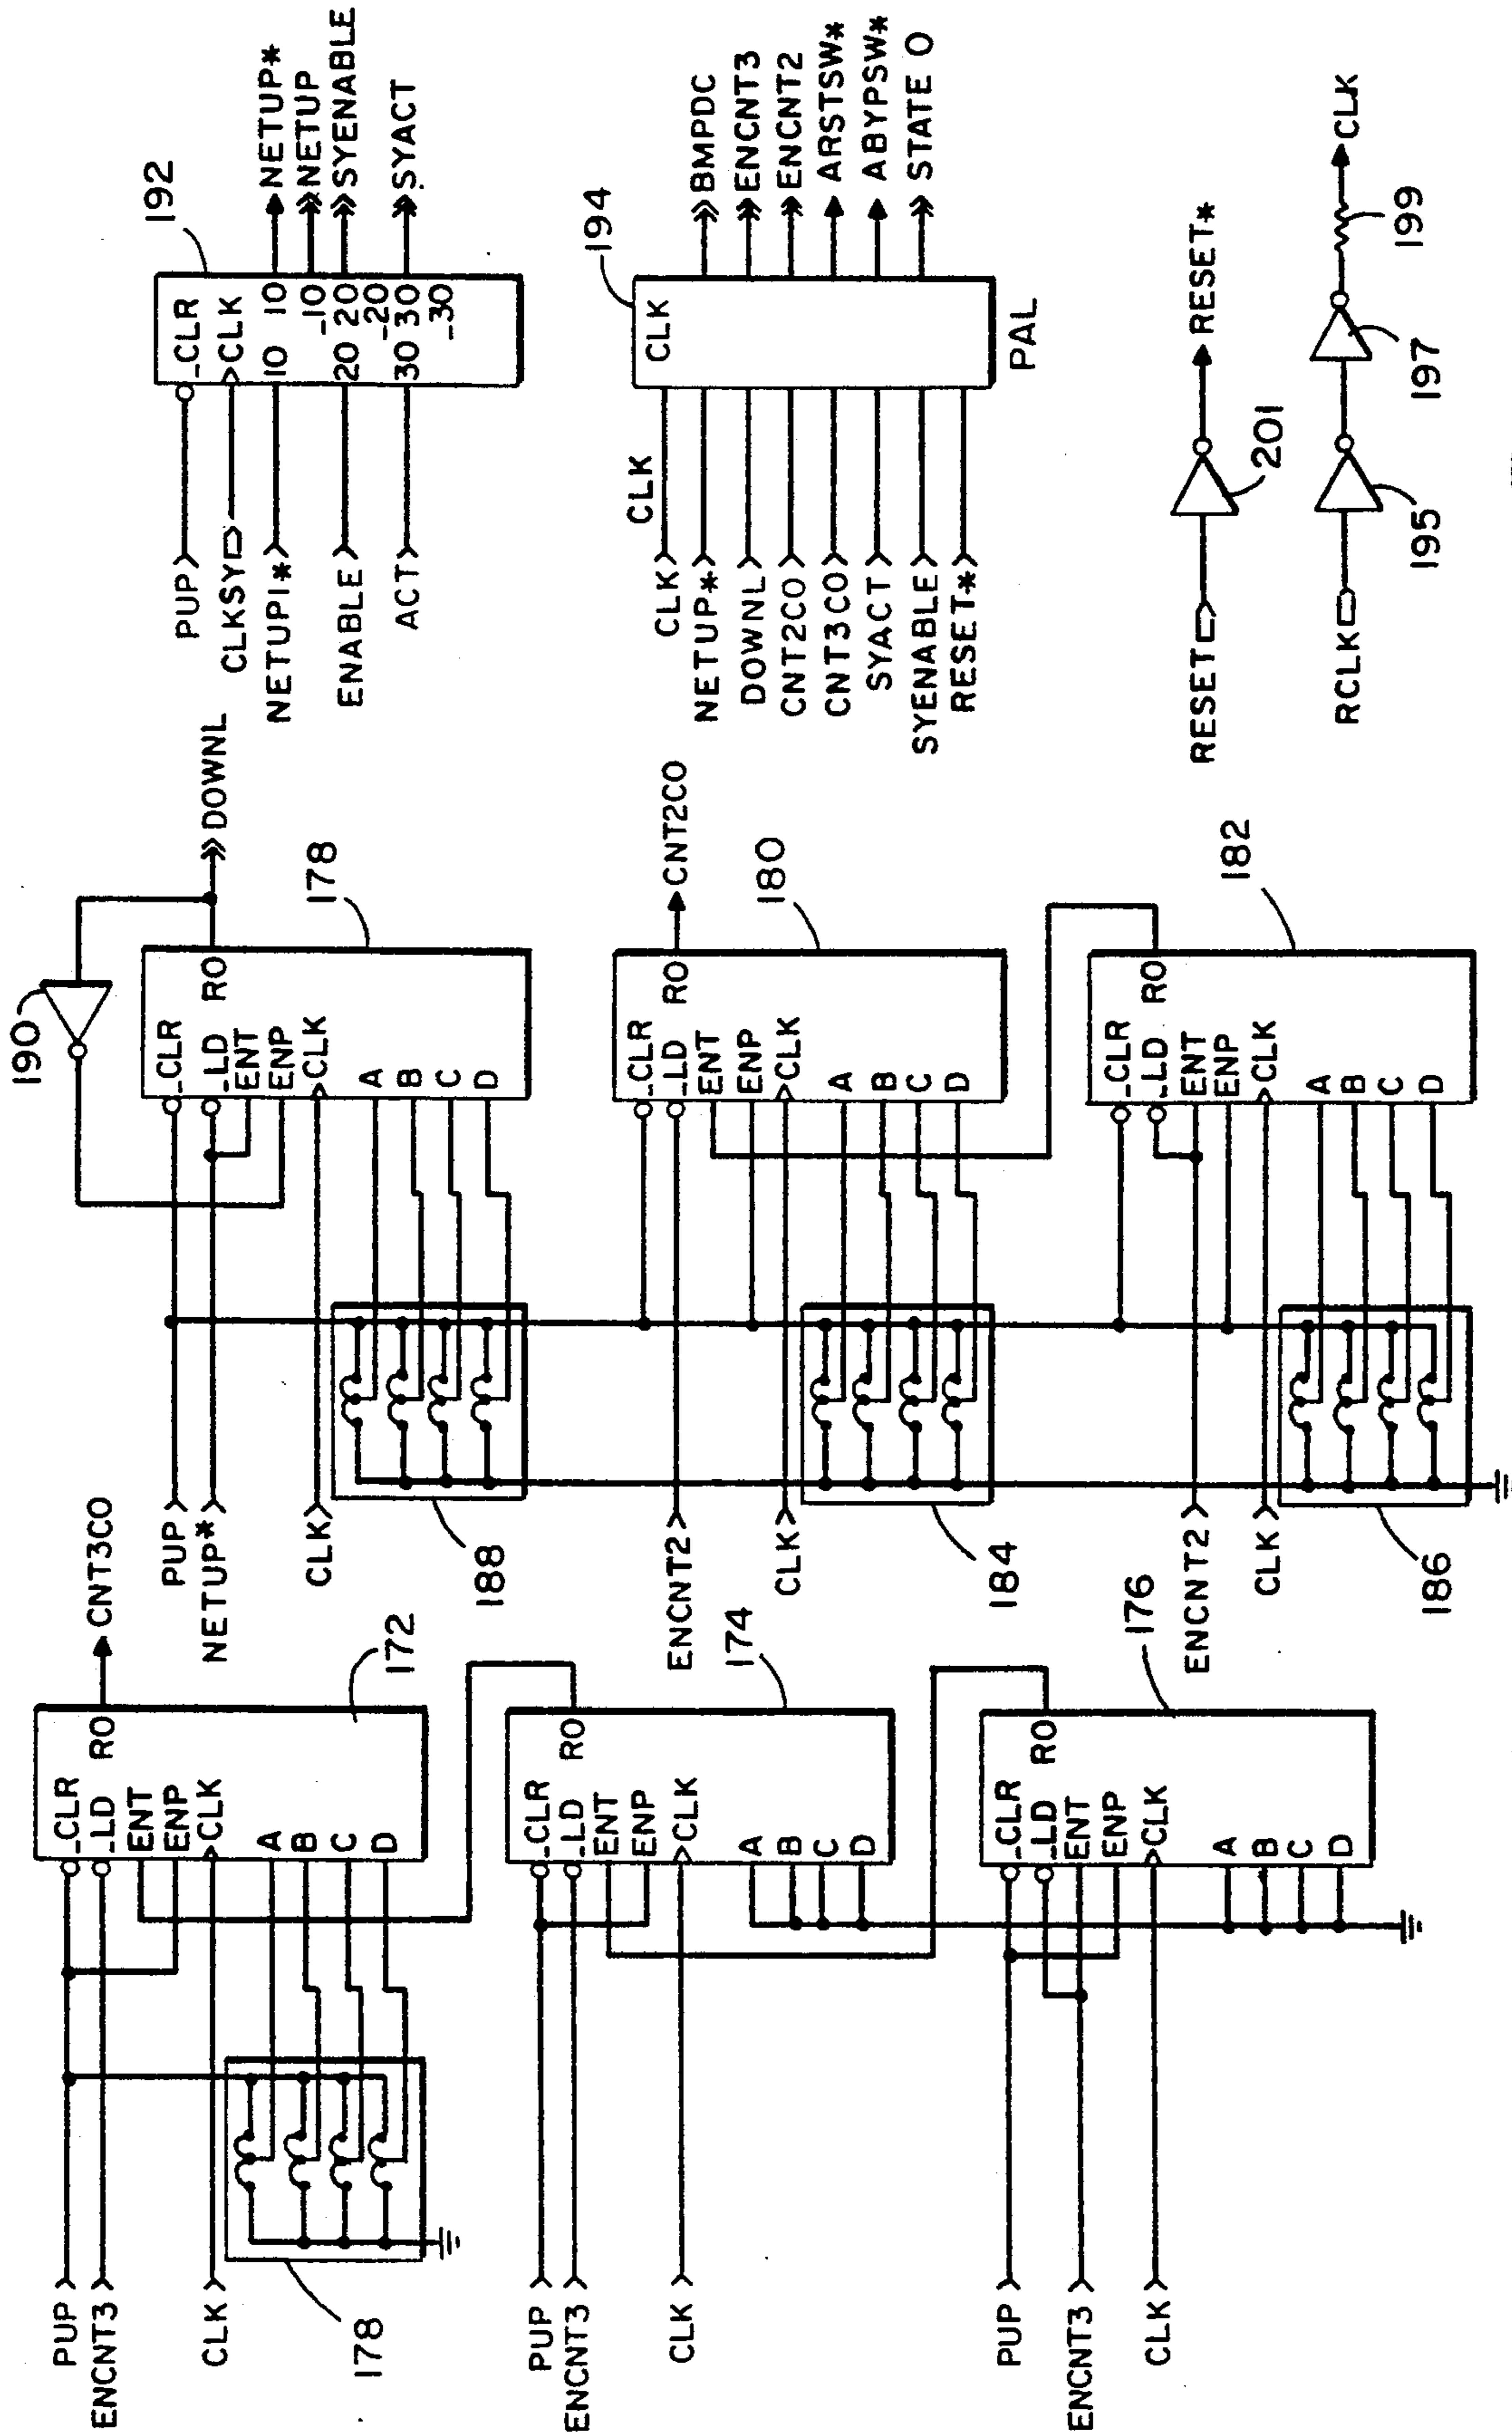 PUP
ENCNT3
CLK
178
_CLR
_LD RO
ENT
ENP
CLK
A
B
C
D
CNT3CO
172
PUP
ENCNT3
CLK
_CLR
_LD RO
ENT
ENP
CLK
A
B
C
D
174
PUP
ENCNT3
CLK
_CLR
_LD RO
ENT
ENP
CLK
A
B
C
D
176
PUP
NETUP*
CLK
188
190
_CLR
_LD RO
ENT
ENP
CLK
A
B
C
D
DOWNL
178
ENCNT2
CLK
184
_CLR
_LD RO
ENT
ENP
CLK
A
B
C
D
CNT2CO
180
ENCNT2
CLK
186
_CLR
_LD RO
ENT
ENP
CLK
A
B
C
D
182
PUP
CLKSY
NETUPI*
ENABLE
ACT
_CLR
CLK
10 10
_10
20 20
_20
30 30
_30
192
NETUP*
NETUP
SYENABLE
SYACT
CLK
CLK
NETUP*
DOWNL
CNT2CO
CNT3CO
SYACT
SYENABLE
RESET*
CLK
194
BMPDC
ENCNT3
ENCNT2
ARSTSW*
ABYPSW*
STATE 0
PAL
RESET
201
RESET*
RCLK
195
197
199
CLK